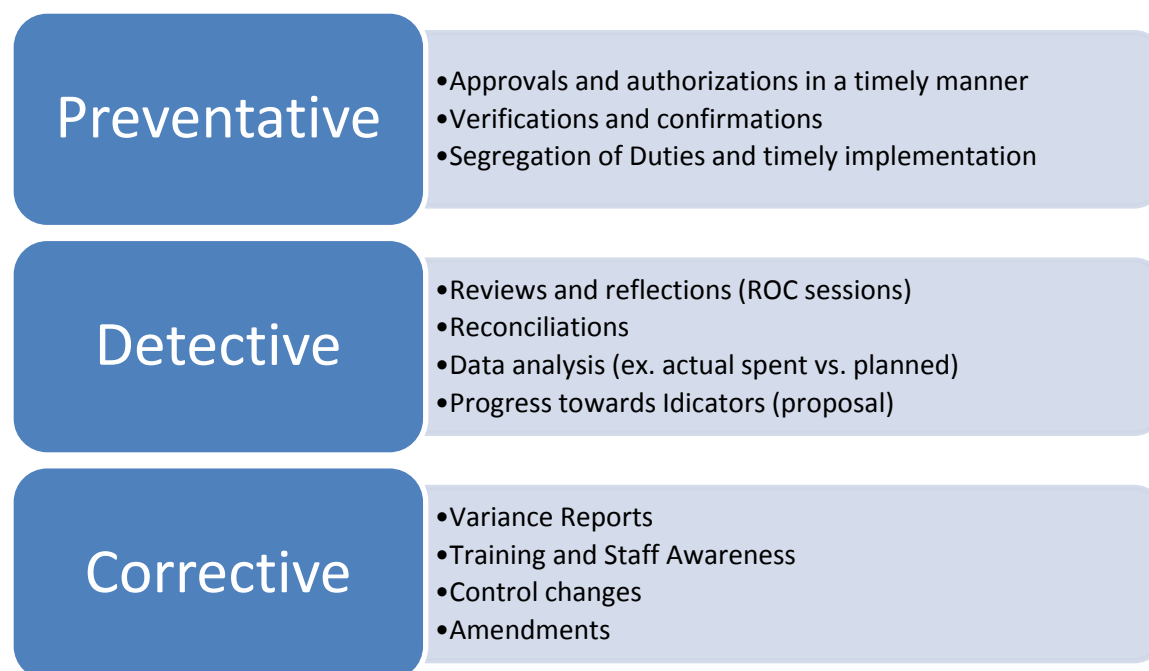 Preventative
•Approvals and authorizations in a timely manner
•Verifications and confirmations
•Segregation of Duties and timely implementation
Detective
•Reviews and reflections (ROC sessions)
•Reconciliations
•Data analysis (ex. actual spent vs. planned)
•Progress towards Idicators (proposal)
Corrective
•Variance Reports
•Training and Staff Awareness
•Control changes
•Amendments